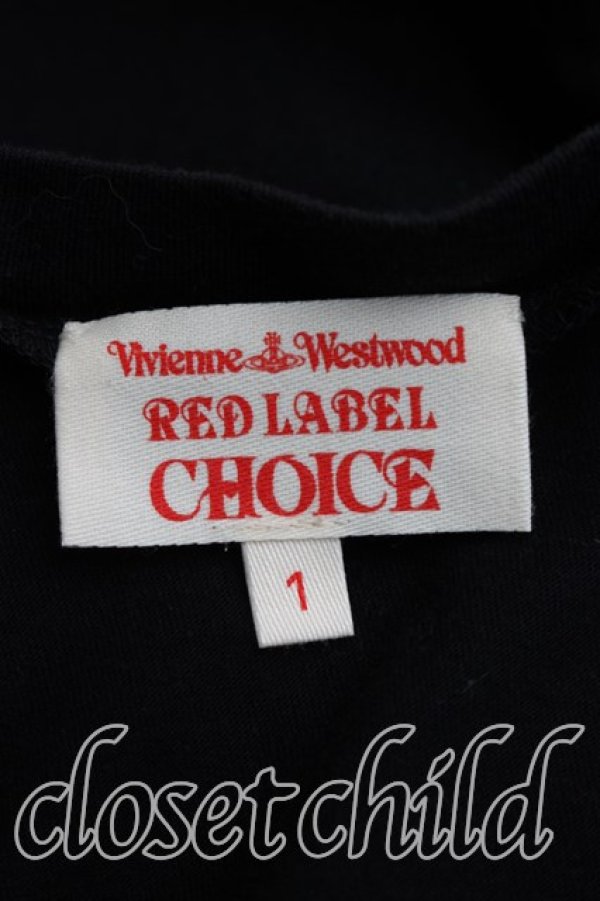 Vivienne Westwood
RED LABEL
CHOICE
1
closet child